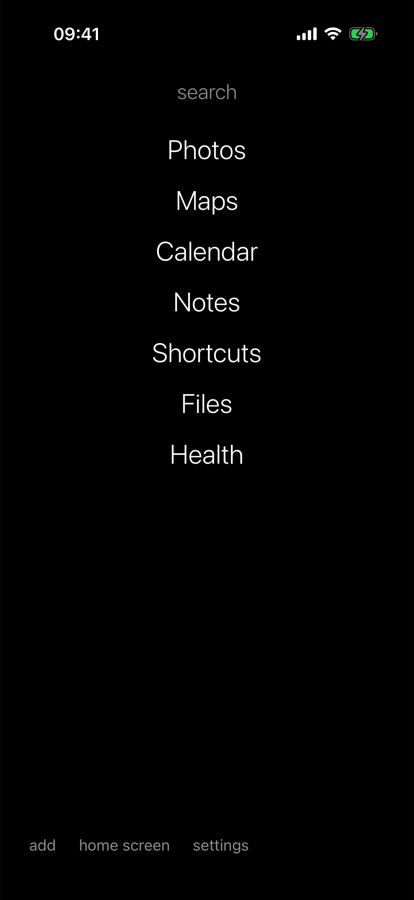 09:41
search
Photos
Maps
Calendar
Notes
Shortcuts
Files
Health
add home screen settings